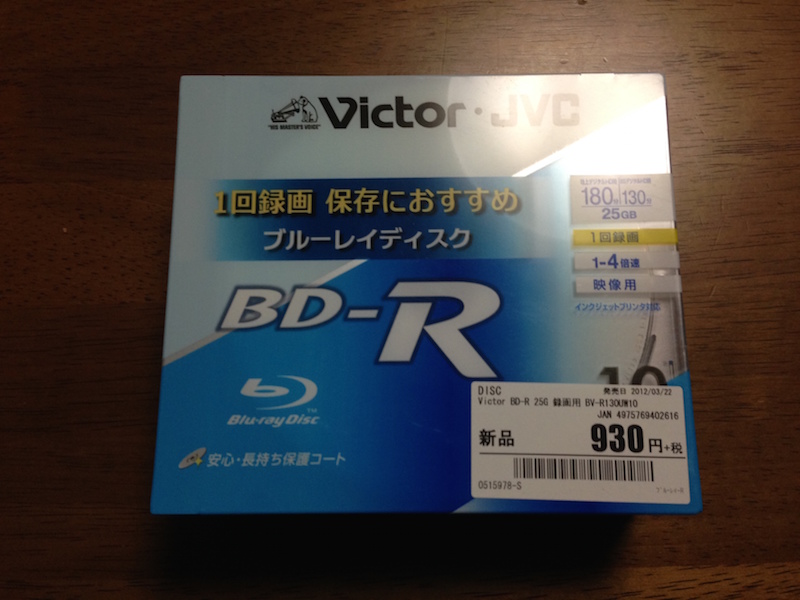 "HIS MASTER'S VOICE"
Victor・JVC
1回録画 保存におすすめ
ブルーレイディスク
BD-R
180分 130分
25GB
1回録画
1-4倍速
映像用
インクジェットプリンタ対応
10
Blu-ray Disc
TM
安心・長持ち保護コート
DISC 発売日 2012/03/22
Victor BD-R 25G 録画用 BV-R130UW10
JAN 4975769402616
新品 930円+税
0515978-S